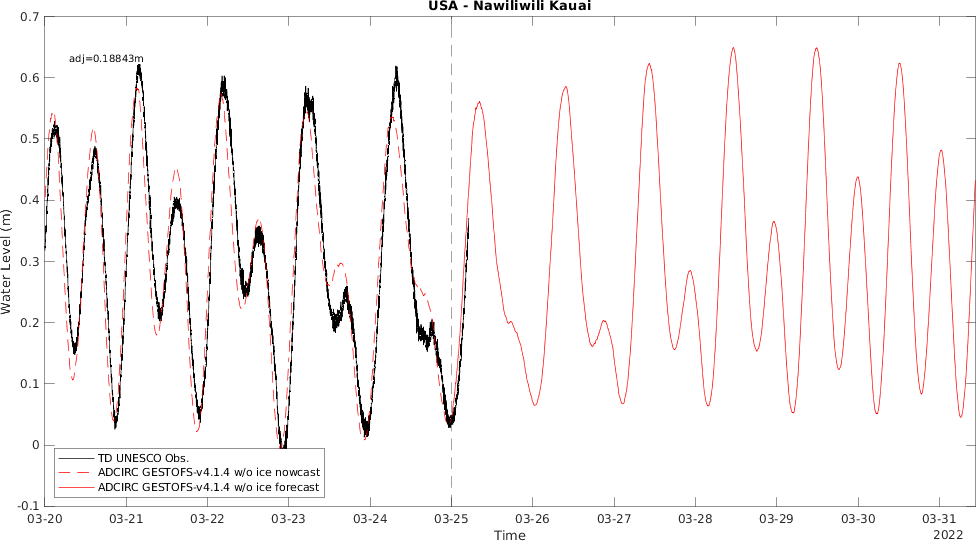 USA - Nawiliwili Kauai
adj=0.18843m
0.7
0.6
0.5
0.4
0.3
0.2
0.1
0
-0.1
Water Level (m)
TD UNESCO Obs.
ADCIRC GESTOFS-v4.1.4 w/o ice nowcast
ADCIRC GESTOFS-v4.1.4 w/o ice forecast
03-20 03-21 03-22 03-23 03-24 03-25 03-26 03-27 03-28 03-29 03-30 03-31
Time
2022